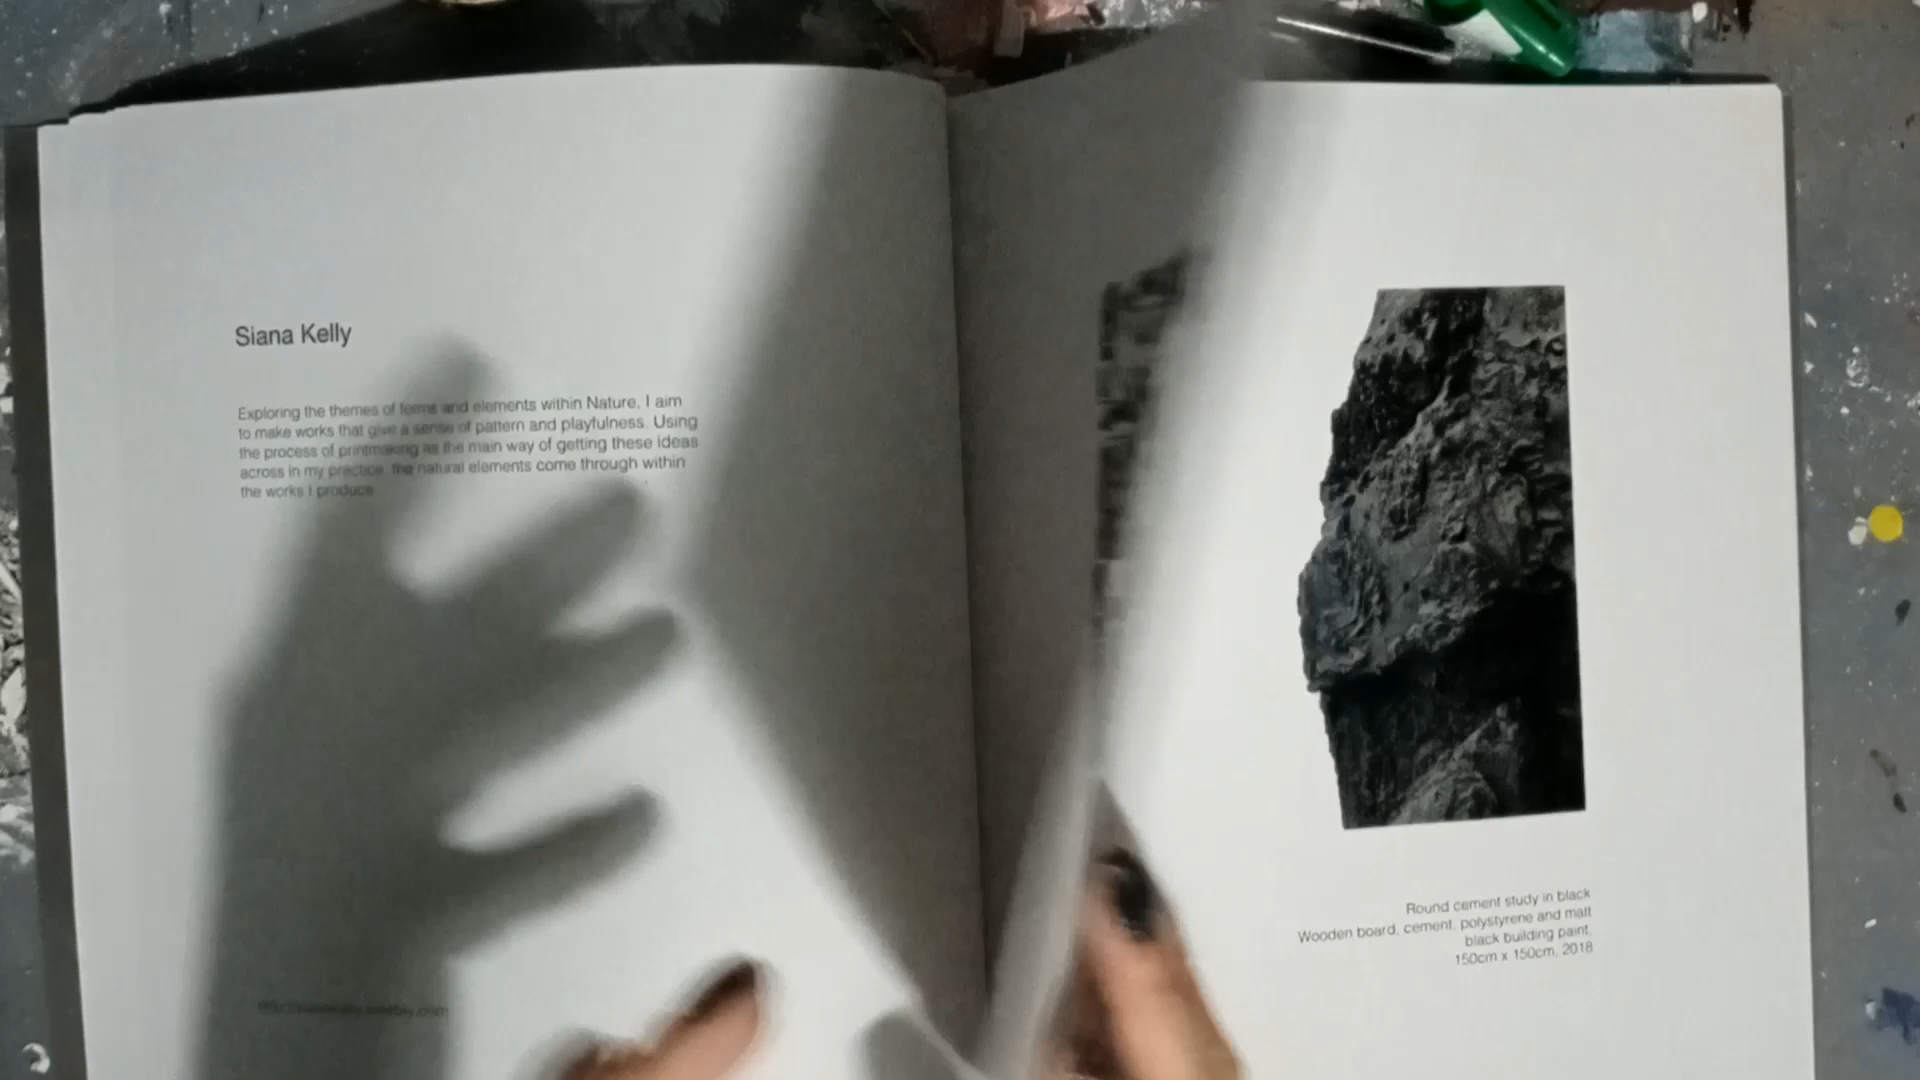 Siana Kelly
Exploring the themes of forms and elements within Nature, I aim
to make works that give a sense of pattern and playfulness. Using
the process of printmaking as the main way of getting these ideas
across in my practice, the natural elements come through within
the works I produce
Round cement study in black
Wooden board, cement, polystyrene and matt
black building paint,
150cm x 150cm, 2018